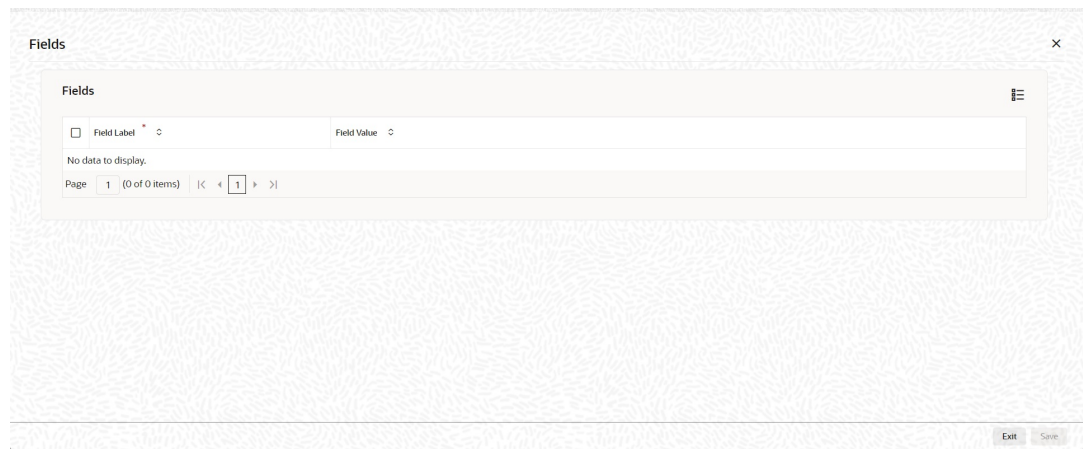 Fields
Fields
Field Label * Field Value
No data to display.
Page 1 (0 of 0 items) 1
Exit Save